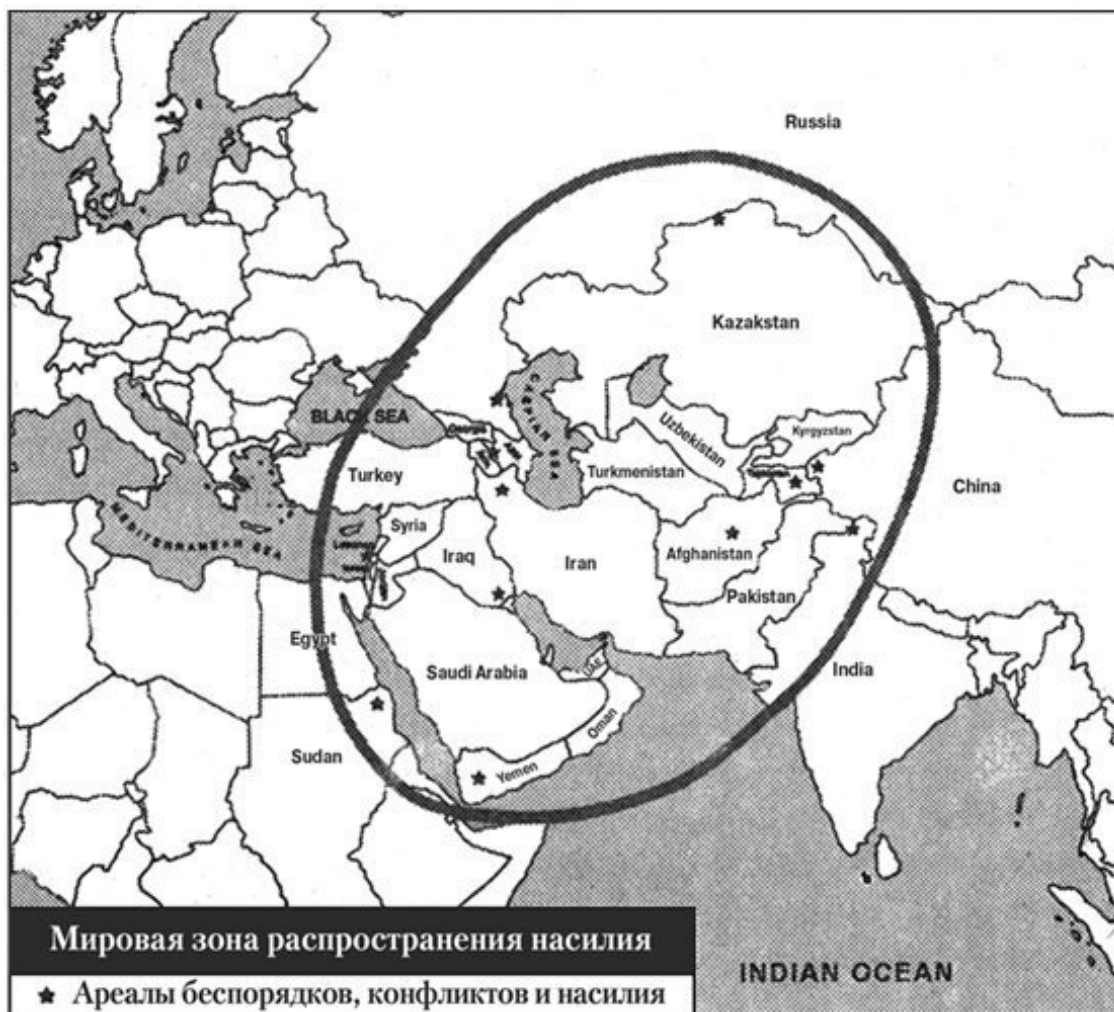 Russia
Kazakstan
BLACK SEA
CASPIAN SEA
Georgia
Uzbekistan
Kyrgyzstan
Turkey
Turkmenistan
China
MEDITERRANEAN SEA
Syria
Lebanon
Iraq
Iran
Afghanistan
Pakistan
Egypt
Saudi Arabia
UAE
India
Oman
Sudan
Yemen
Мировая зона распространения насилия
Ареалы беспорядков, конфликтов и насилия
INDIAN OCEAN